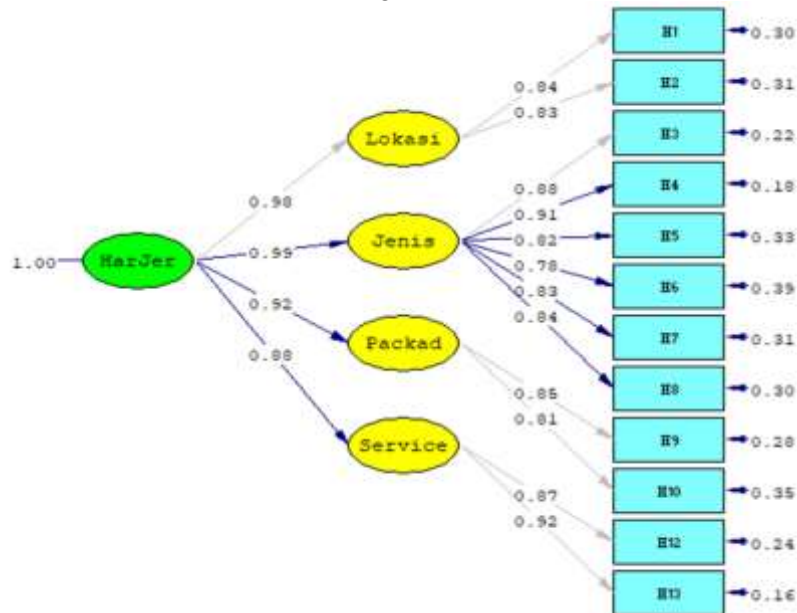 H1 0.30
0.84
H2 0.31
0.83
Lokasi
H3 0.22
0.88
H4 0.18
0.98
0.91
Jenis
H5 0.33
0.82
1.00 HarJer
0.99
0.78
H6 0.39
0.83
0.92
0.84
H7 0.31
Packad
0.88
H8 0.30
0.85
0.81
H9 0.28
Service
H10 0.35
0.87
0.92
H12 0.24
H13 0.16